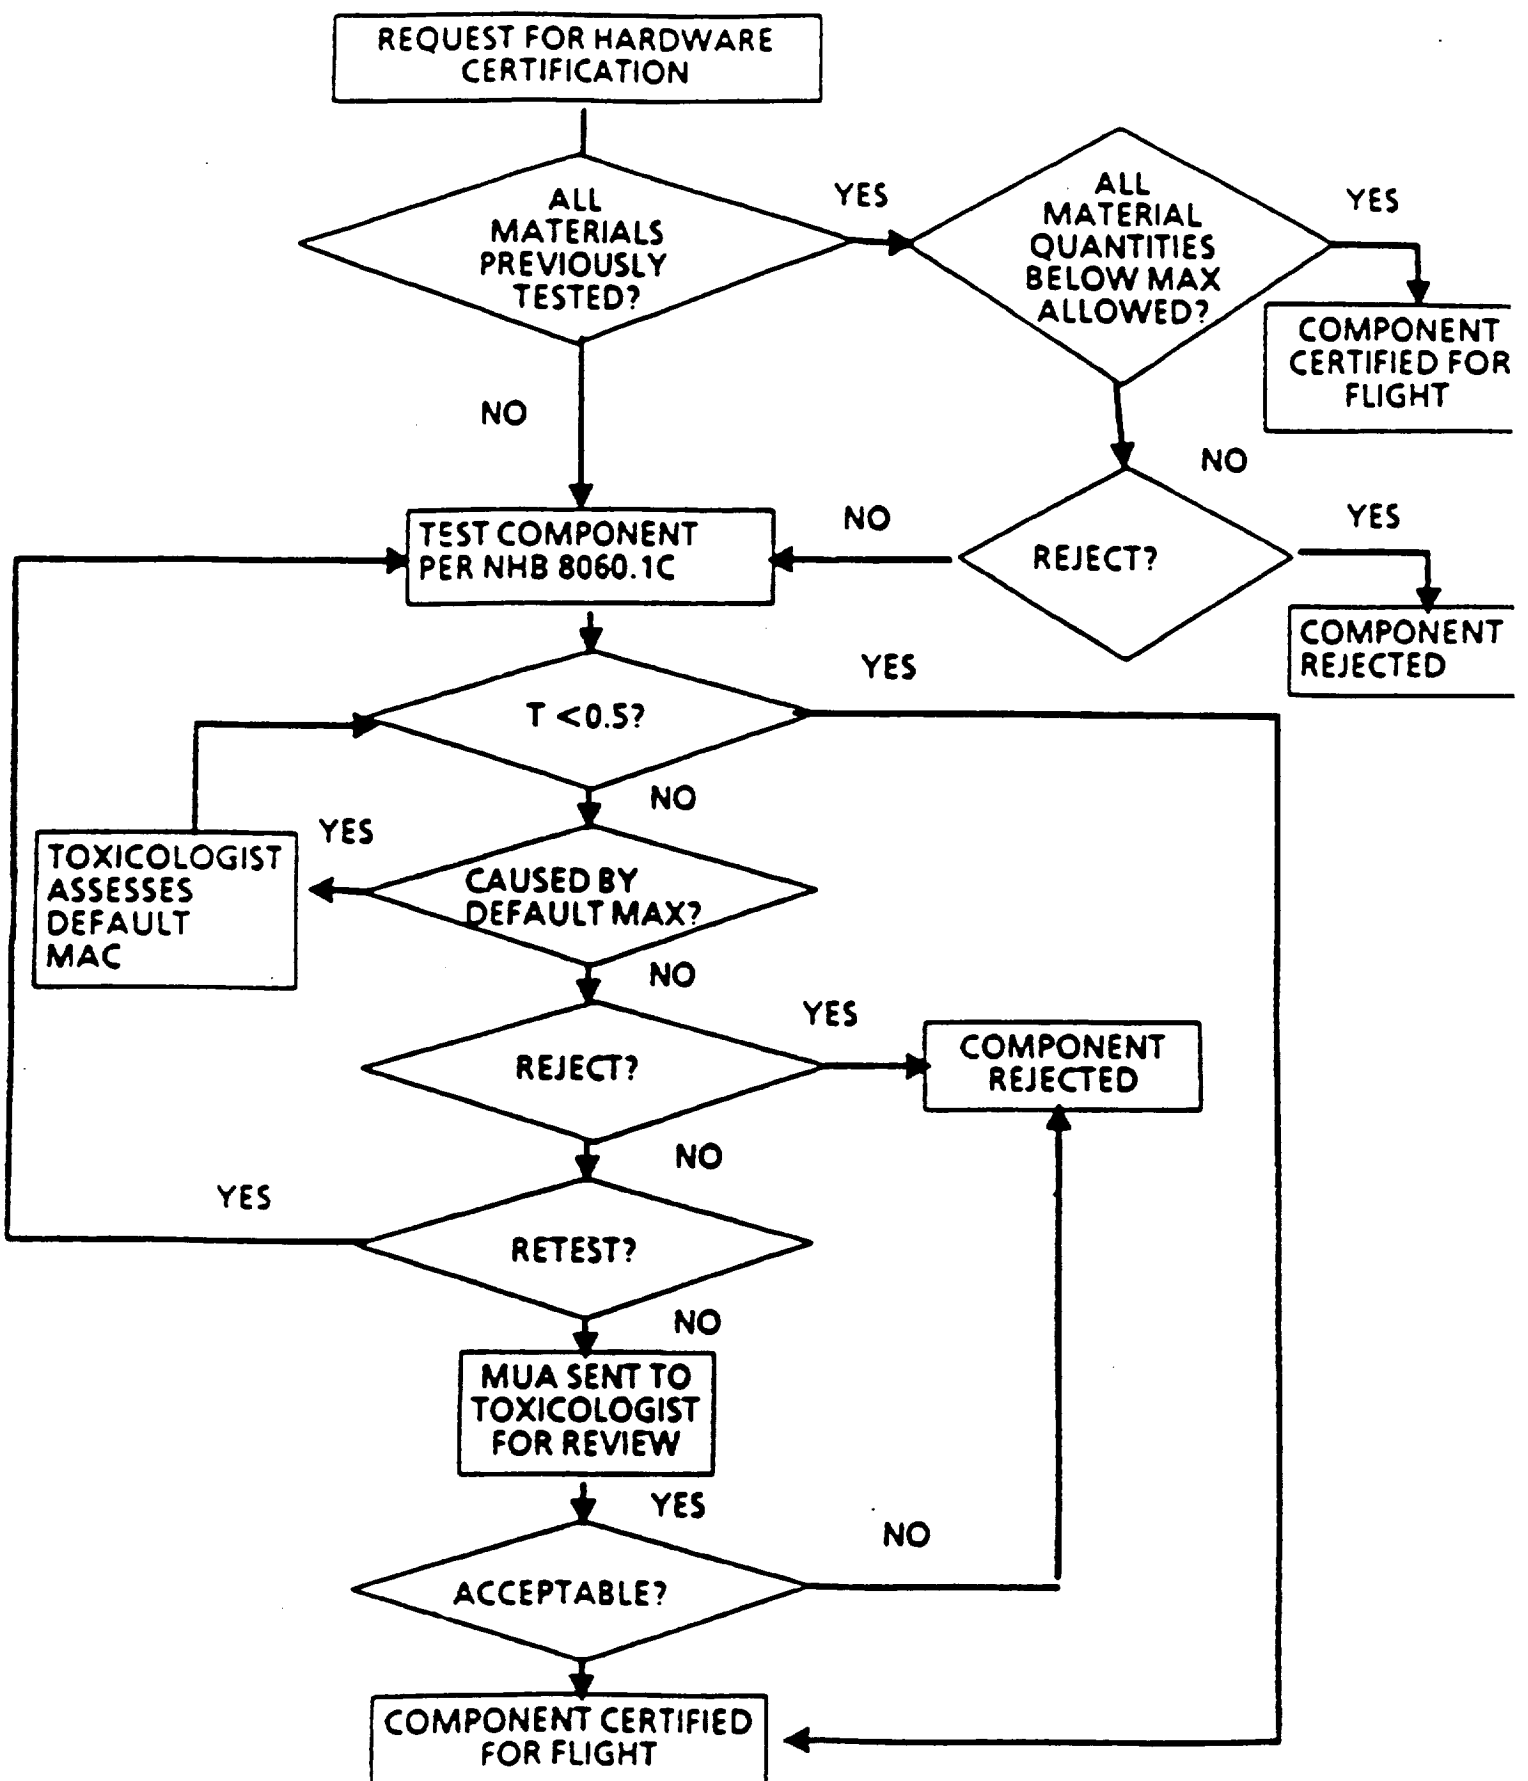 REQUEST FOR HARDWARE
CERTIFICATION
ALL
MATERIALS
PREVIOUSLY
TESTED?
YES
ALL
MATERIAL
QUANTITIES
BELOW MAX
ALLOWED?
YES
COMPONENT
CERTIFIED FOR
FLIGHT
NO
NO
TEST COMPONENT
PER NHB 8060.1C
NO
REJECT?
YES
COMPONENT
REJECTED
T <0.5?
YES
NO
YES
TOXICOLOGIST
ASSESSES
DEFAULT
MAC
CAUSED BY
DEFAULT MAX?
NO
REJECT?
YES
COMPONENT
REJECTED
NO
YES
RETEST?
NO
MUA SENT TO
TOXICOLOGIST
FOR REVIEW
YES
NO
ACCEPTABLE?
COMPONENT CERTIFIED
FOR FLIGHT